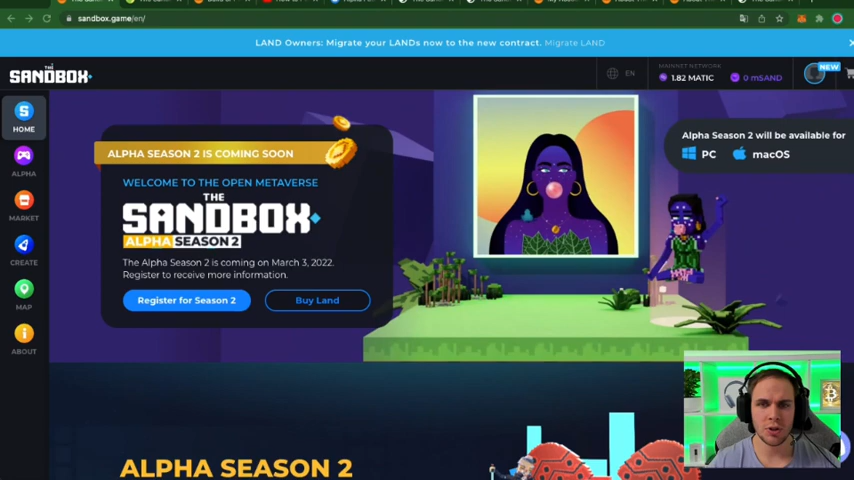 sandbox.game/en/
LAND Owners: Migrate your LANDs now to the new contract. Migrate LAND
THE
SANDBOX
EN
MAINNET NETWORK
1.82 MATIC
0 mSAND
NEW
HOME
ALPHA
MARKET
CREATE
MAP
ABOUT
ALPHA SEASON 2 IS COMING SOON
WELCOME TO THE OPEN METAVERSE
THE
SANDBOX
ALPHA SEASON 2
The Alpha Season 2 is coming on March 3, 2022.
Register to receive more information.
Register for Season 2
Buy Land
Alpha Season 2 will be available for
PC
macOS
ALPHA SEASON 2